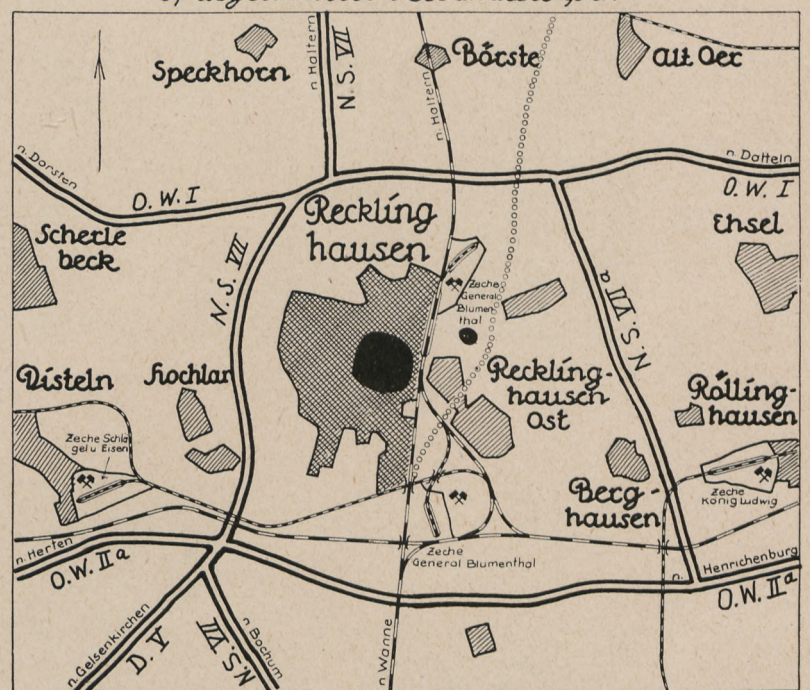 Speckhorn
n. Haltern
N. S. VII
n. Haltern
Börste
Alt Oer
n. Dorsten
O. W. I
n. Datteln
O. W. I
Scherle
beck
Reckling
hausen
Ehsel
N. S. VII
Zeche
General
Blumen
thal
N. S. VII a
Disteln
Hochlar
Reckling-
hausen
Ost
Rölling-
hausen
Zeche Schlä
gel u Eisen
Berg-
hausen
Zeche
König Ludwig
n. Herten
O. W. II a
Zeche
General Blumenthal
n. Henrichenburg
O. W. II a
n. Gelsenkirchen
D. V
N.S. VII
n. Bochum
n Wanne